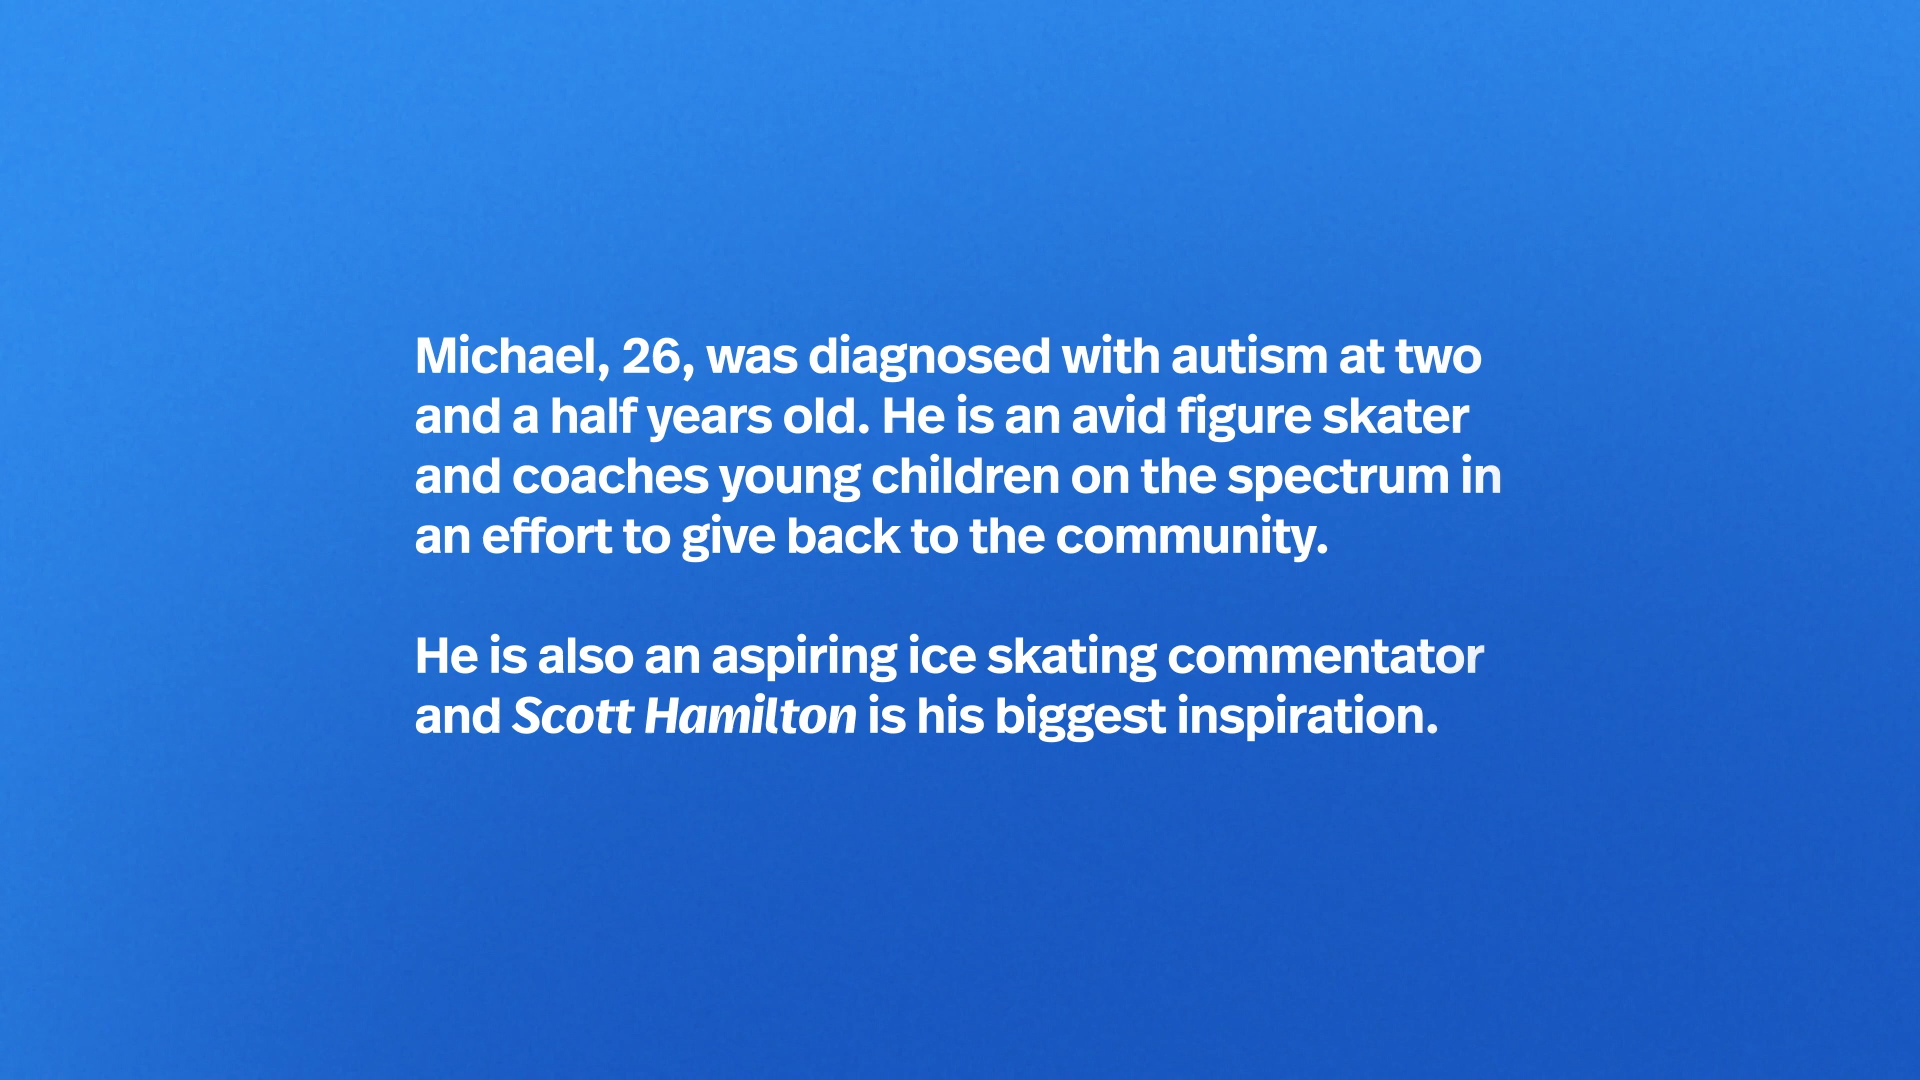 Michael, 26, was diagnosed with autism at two
and a half years old. He is an avid figure skater
and coaches young children on the spectrum in
an effort to give back to the community.
He is also an aspiring ice skating commentator
and Scott Hamilton is his biggest inspiration.